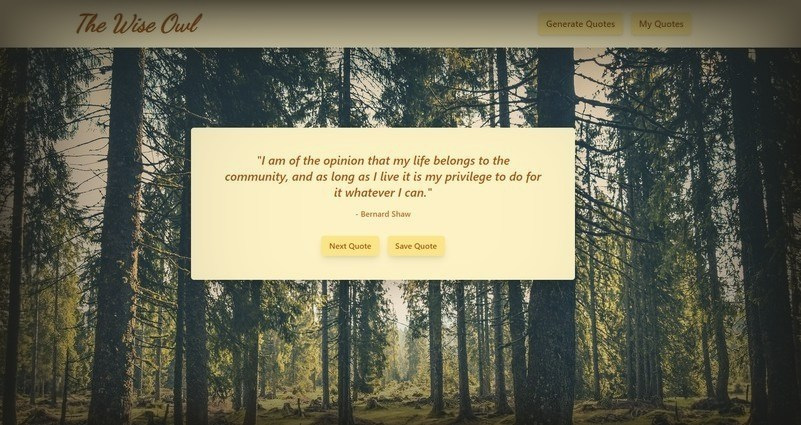 The Wise Owl
Generate Quotes
My Quotes
"I am of the opinion that my life belongs to the
community, and as long as I live it is my privilege to do for
it whatever I can."
- Bernard Shaw
Next Quote
Save Quote